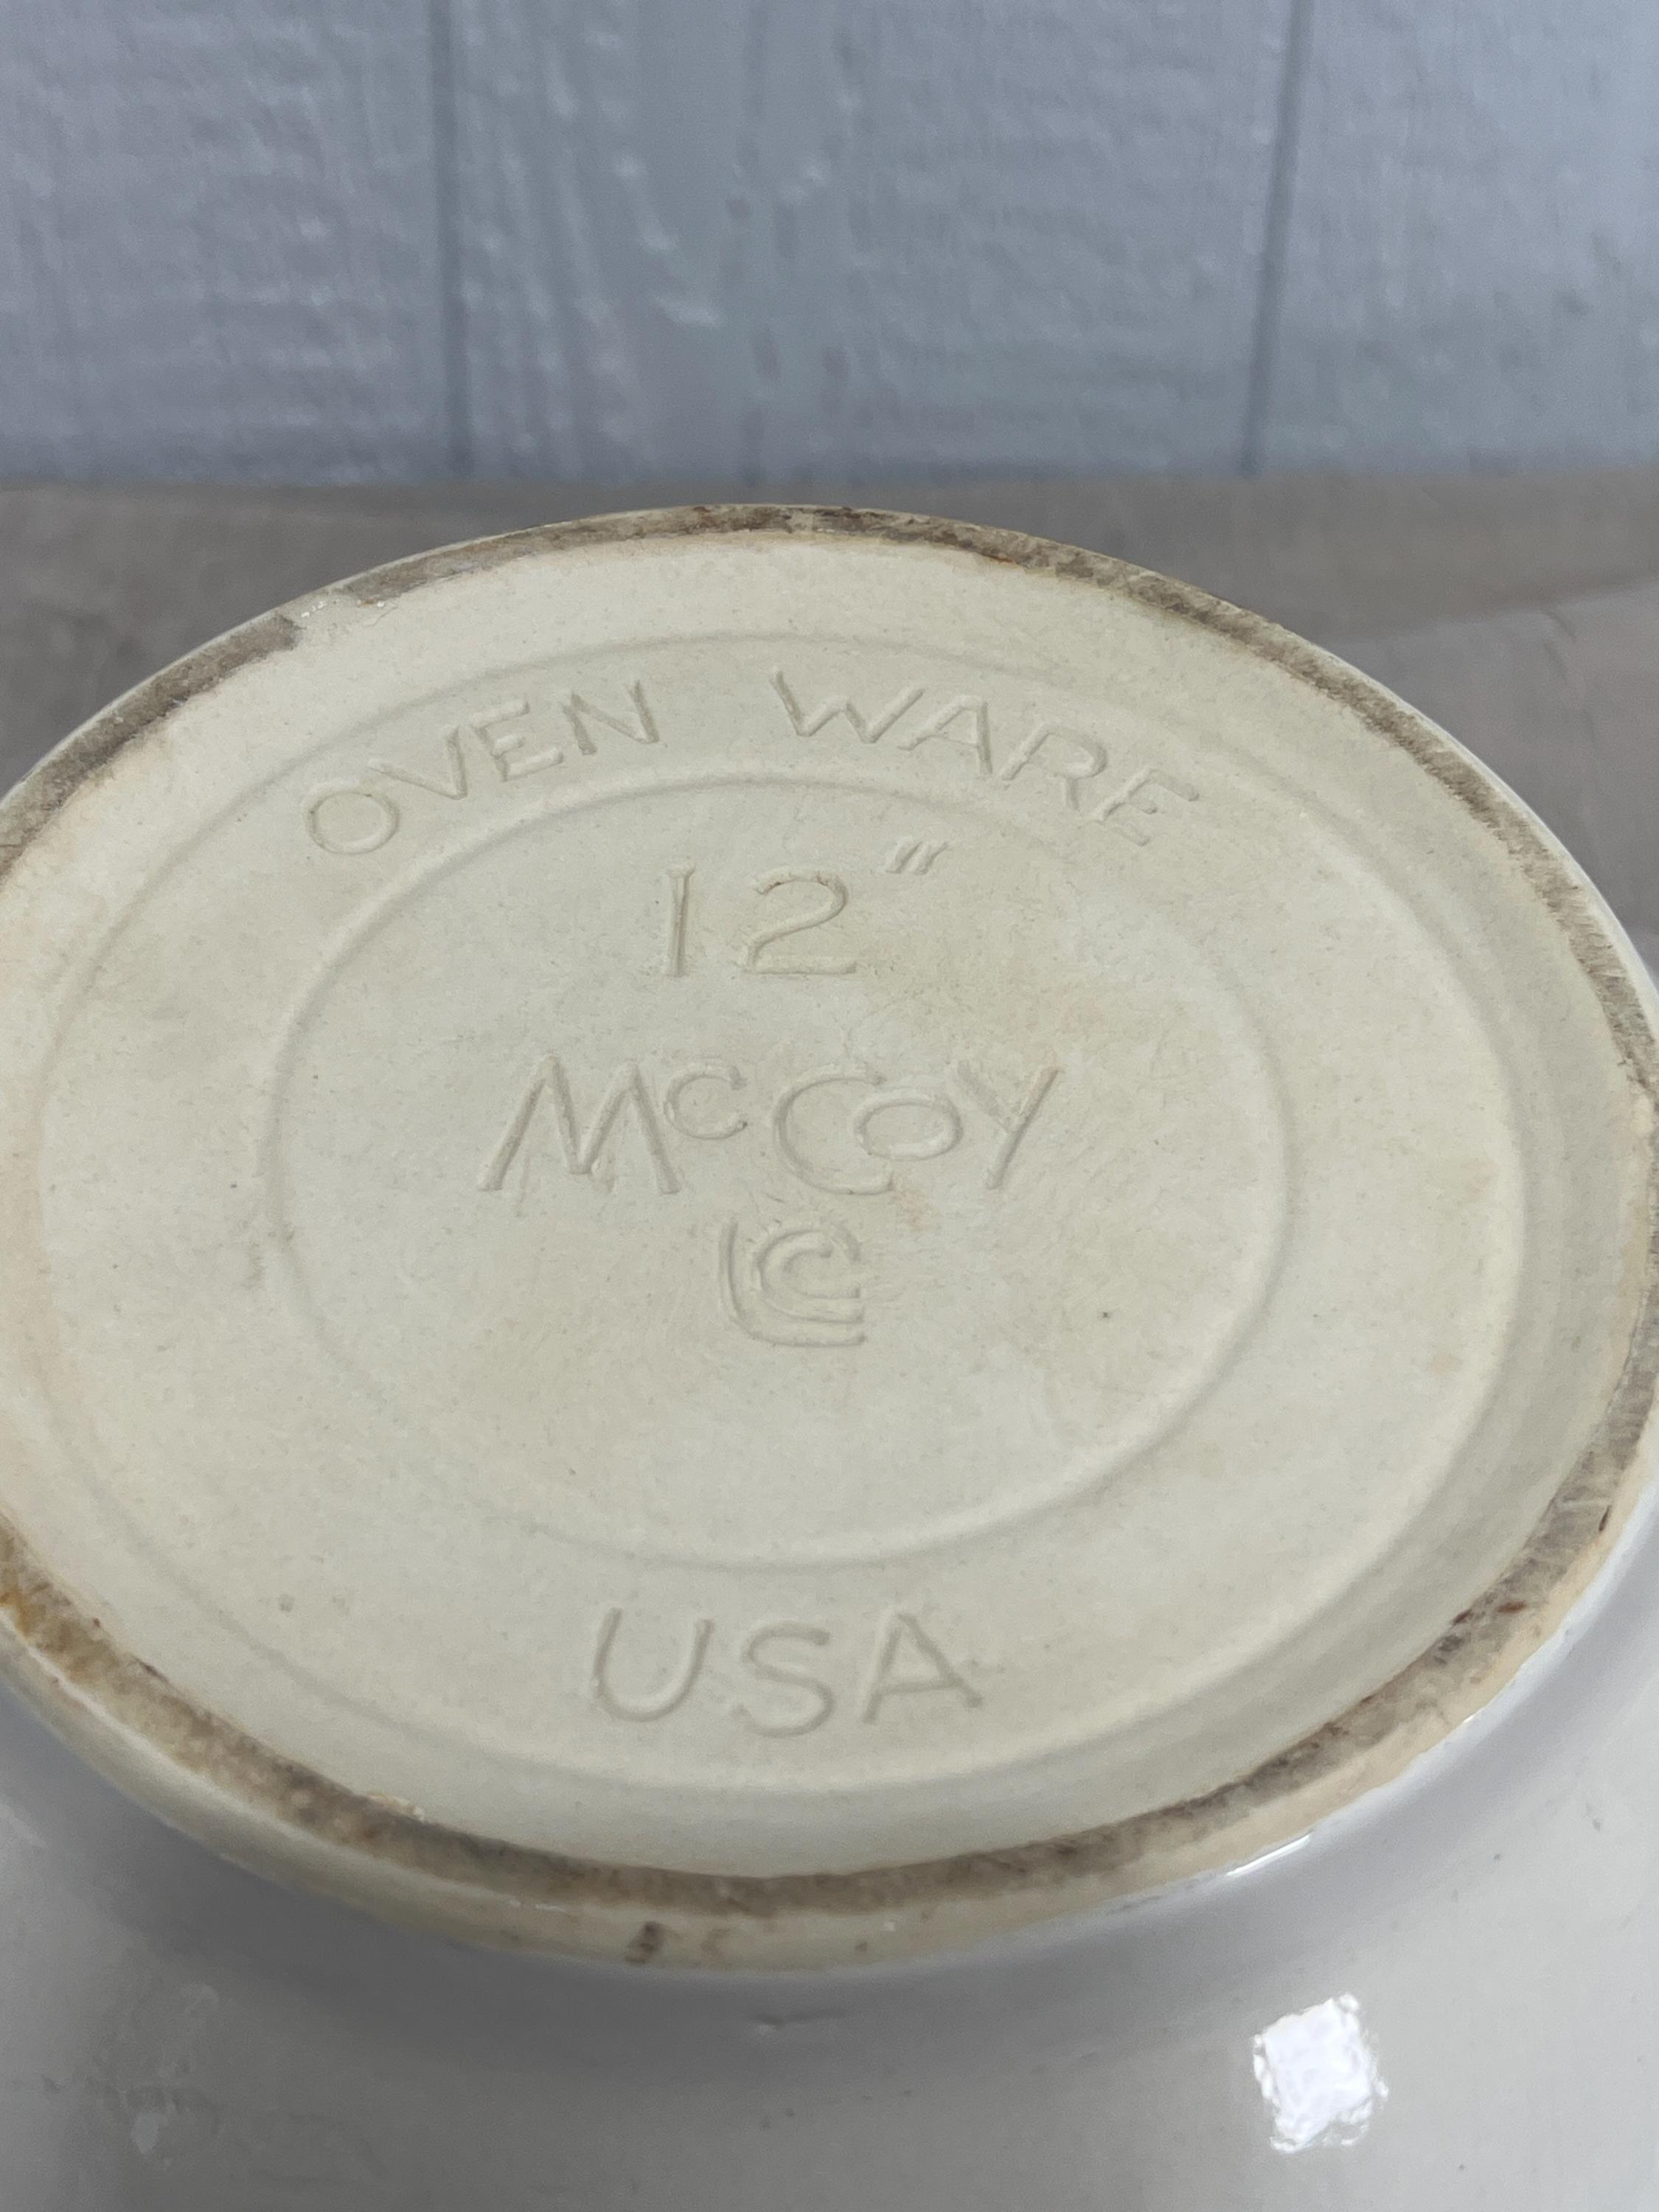 OVEN WARE
12"
McCoy
LCC
USA